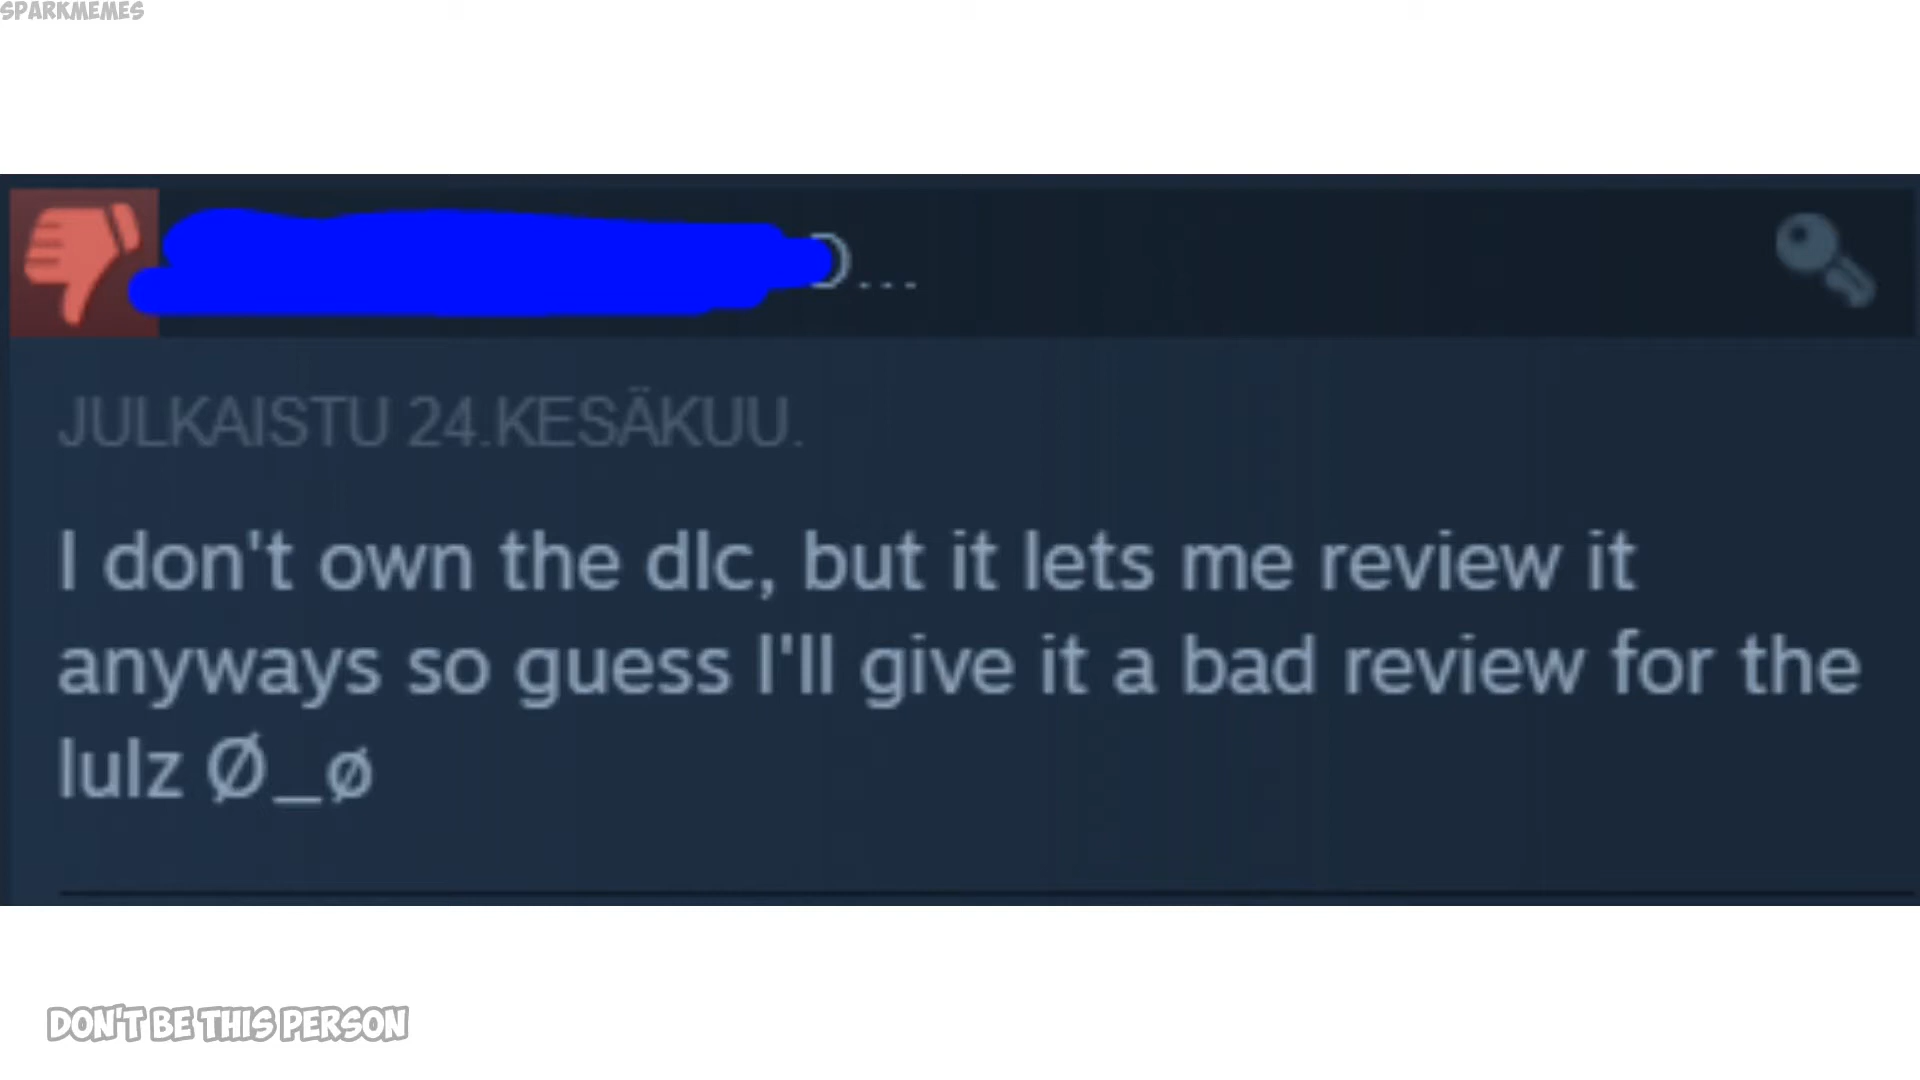 SPARKMEMES
...
JULKAISTU 24.KESÄKUU.
I don't own the dlc, but it lets me review it
anyways so guess I'll give it a bad review for the
lulz Ø_ø
DON'T BE THIS PERSON